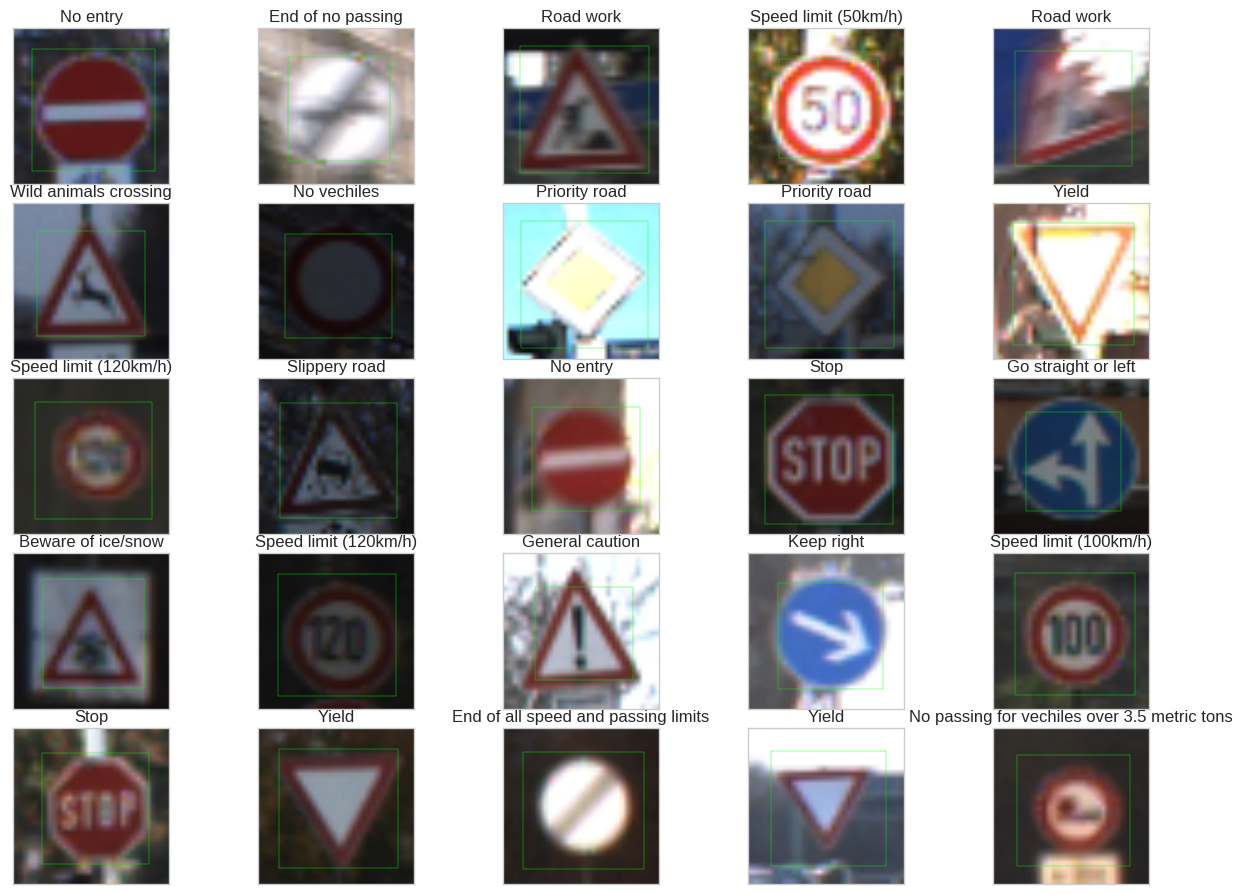 No entry
End of no passing
Road work
Speed limit (50km/h)
Road work
50
Wild animals crossing
No vechiles
Priority road
Priority road
Yield
Speed limit (120km/h)
Slippery road
No entry
Stop
Go straight or left
STOP
Beware of ice/snow
Speed limit (120km/h)
General caution
Keep right
Speed limit (100km/h)
120
!
100
Stop
Yield
End of all speed and passing limits
Yield
No passing for vechiles over 3.5 metric tons
STOP